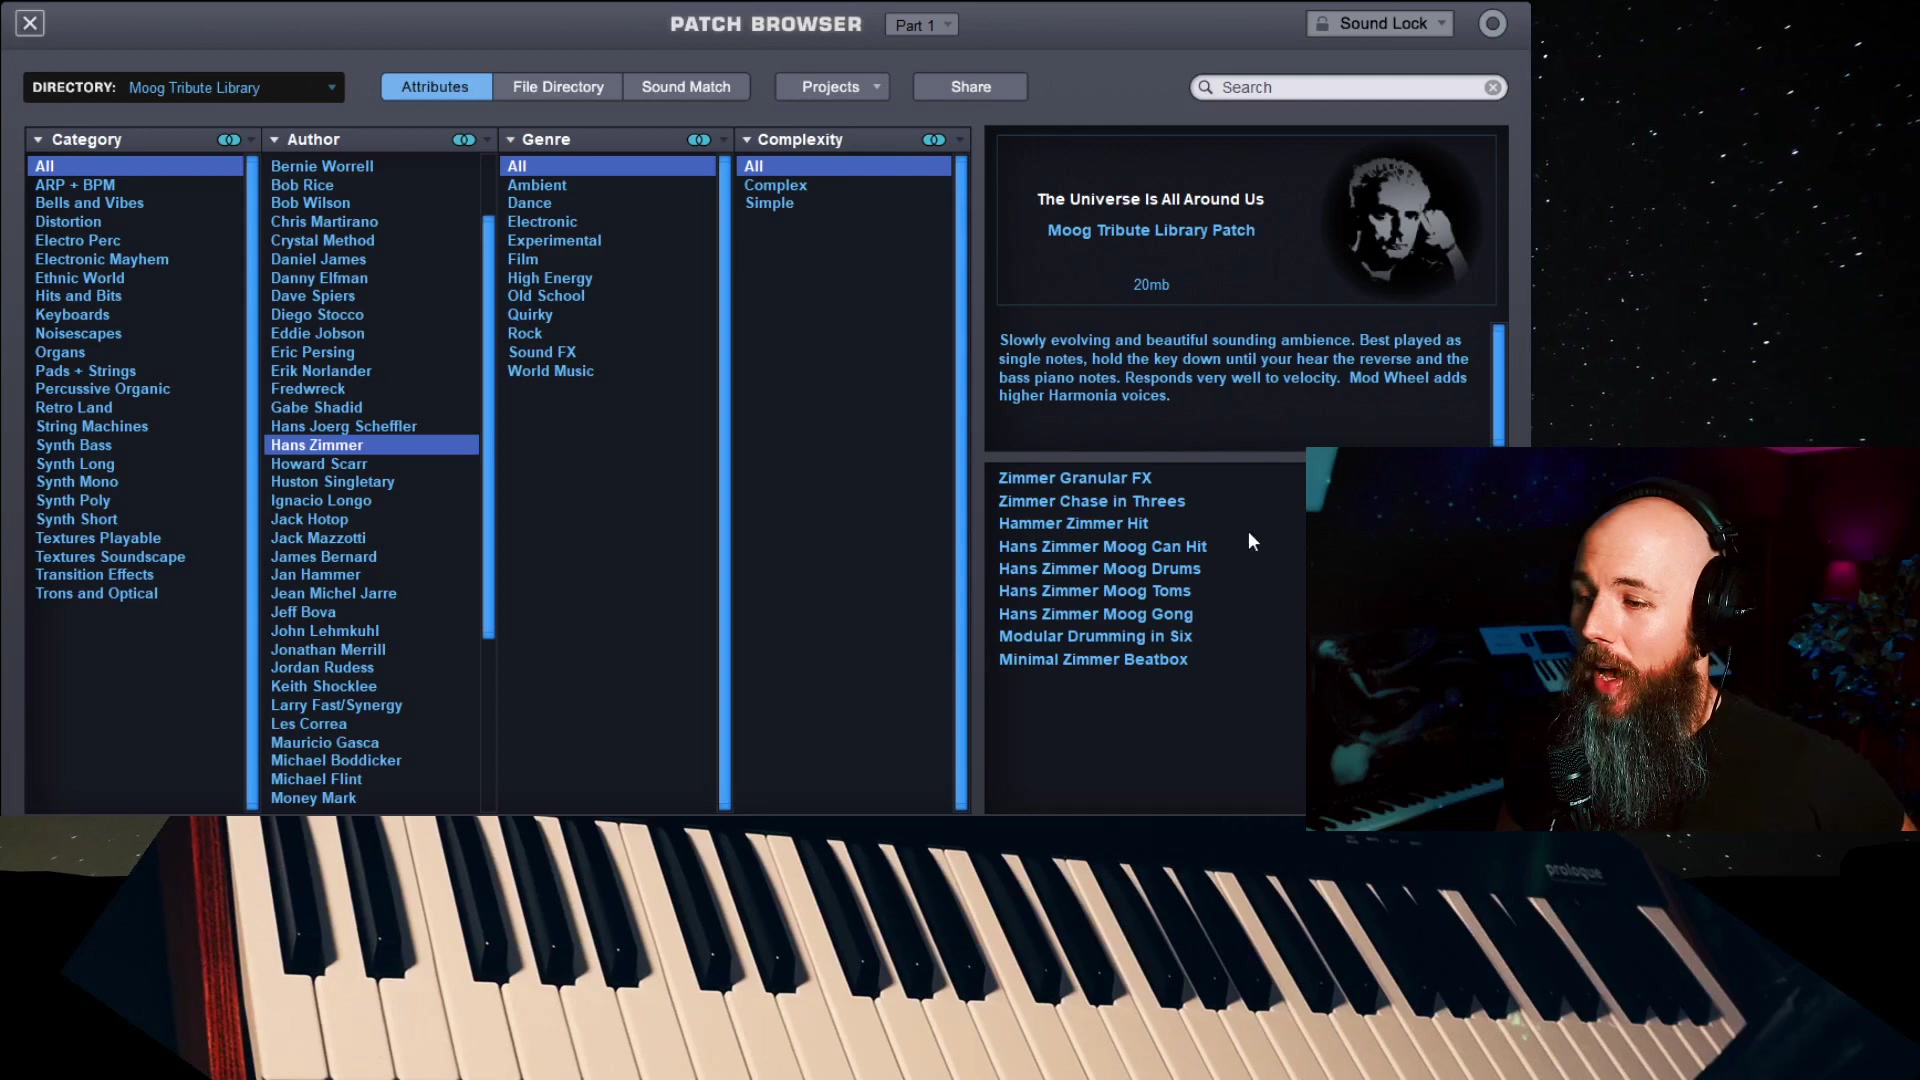 PATCH BROWSER
Part 1
Sound Lock
DIRECTORY: Moog Tribute Library
Attributes
File Directory
Sound Match
Projects
Share
Search
Category
All
ARP + BPM
Bells and Vibes
Distortion
Electro Perc
Electronic Mayhem
Ethnic World
Hits and Bits
Keyboards
Noisescapes
Organs
Pads + Strings
Percussive Organic
Retro Land
String Machines
Synth Bass
Synth Long
Synth Mono
Synth Poly
Synth Short
Textures Playable
Textures Soundscape
Transition Effects
Trons and Optical
Author
Bernie Worrell
Bob Rice
Bob Wilson
Chris Martirano
Crystal Method
Daniel James
Danny Elfman
Dave Spiers
Diego Stocco
Eddie Jobson
Eric Persing
Erik Norlander
Fredwreck
Gabe Shadid
Hans Joerg Scheffler
Hans Zimmer
Howard Scarr
Huston Singletary
Ignacio Longo
Jack Hotop
Jack Mazzotti
James Bernard
Jan Hammer
Jean Michel Jarre
Jeff Bova
John Lehmkuhl
Jonathan Merrill
Jordan Rudess
Keith Shocklee
Larry Fast/Synergy
Les Correa
Mauricio Gasca
Michael Boddicker
Michael Flint
Money Mark
Genre
All
Ambient
Dance
Electronic
Experimental
Film
High Energy
Old School
Quirky
Rock
Sound FX
World Music
Complexity
All
Complex
Simple
The Universe Is All Around Us
Moog Tribute Library Patch
20mb
Slowly evolving and beautiful sounding ambience. Best played as
single notes, hold the key down until your hear the reverse and the
bass piano notes. Responds very well to velocity. Mod Wheel adds
higher Harmonia voices.
Zimmer Granular FX
Zimmer Chase in Threes
Hammer Zimmer Hit
Hans Zimmer Moog Can Hit
Hans Zimmer Moog Drums
Hans Zimmer Moog Toms
Hans Zimmer Moog Gong
Modular Drumming in Six
Minimal Zimmer Beatbox
prologue